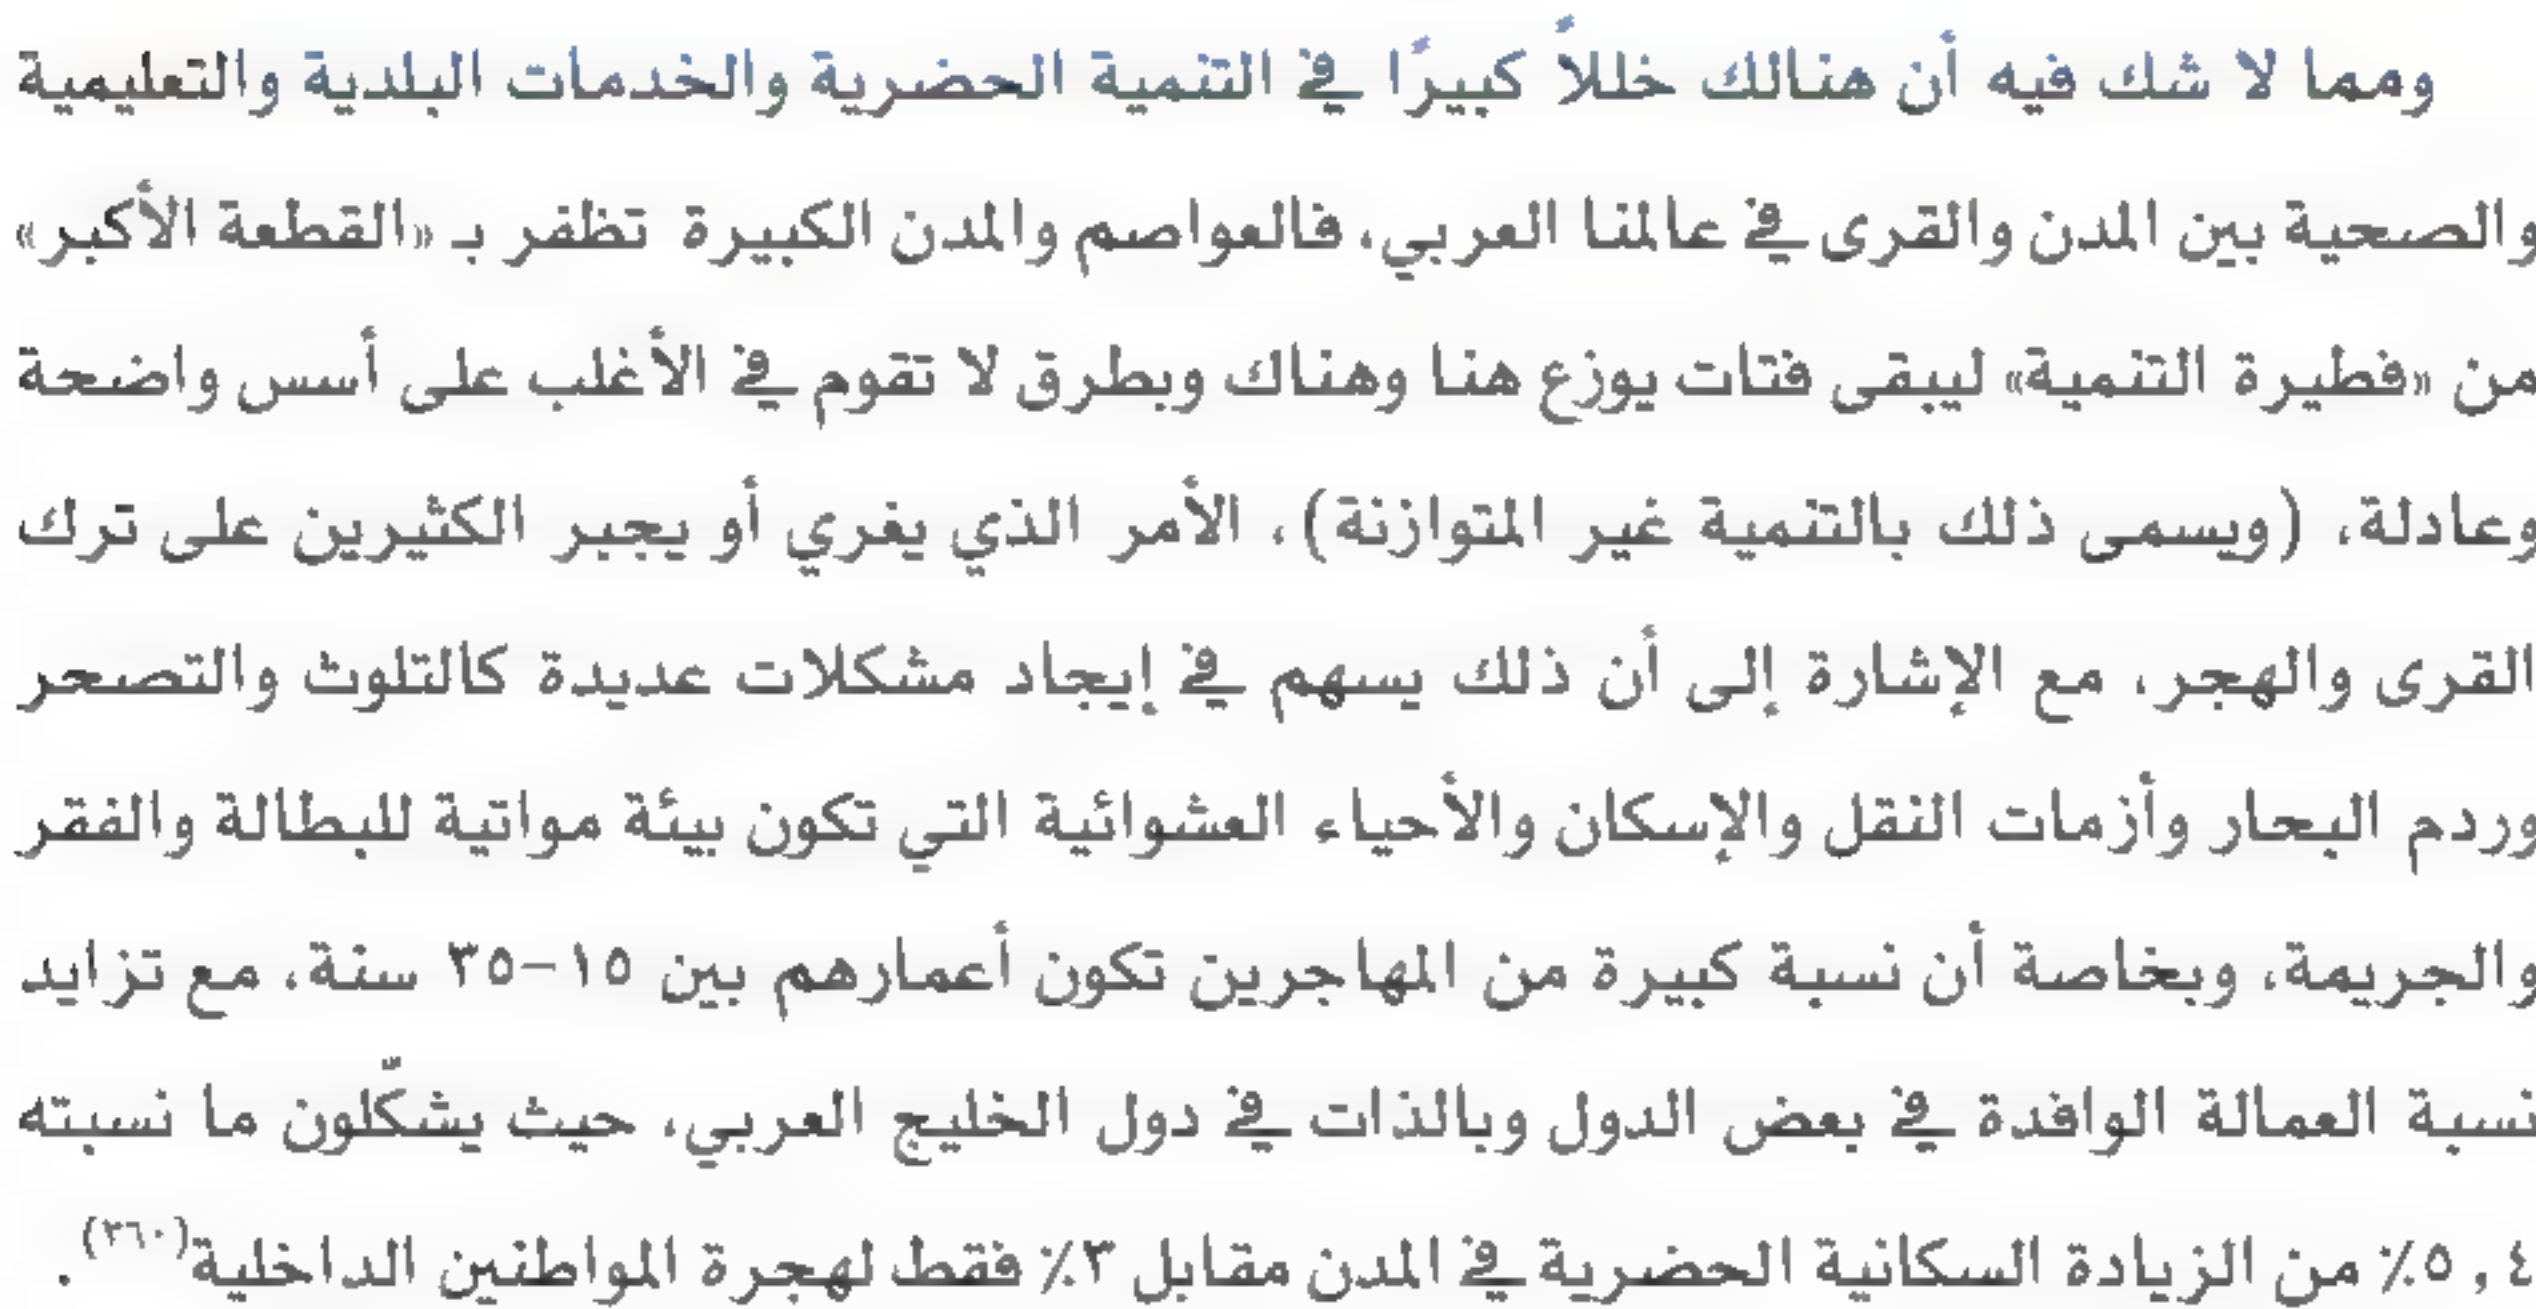 ومما لا شك فيه أن هنالك خللاً كبيرًا في التنمية الحضرية والخدمات البلدية والتعليمية
والصحية بين المدن والقرى في عالمنا العربي، فالعواصم والمدن الكبيرة تظفر بـ «القطعة الأكبر»
من «فطيرة التنمية» ليبقى فتات يوزع هنا وهناك وبطرق لا تقوم في الأغلب على أسس واضحة
وعادلة، (ويسمى ذلك بالتنمية غير المتوازنة)، الأمر الذي يغري أو يجبر الكثيرين على ترك
القرى والهجر، مع الإشارة إلى أن ذلك يسهم في إيجاد مشكلات عديدة كالتلوث والتصحر
وردم البحار وأزمات النقل والإسكان والأحياء العشوائية التي تكون بيئة مواتية للبطالة والفقر
والجريمة، وبخاصة أن نسبة كبيرة من المهاجرين تكون أعمارهم بين ١٥-٣٥ سنة، مع تزايد
نسبة العمالة الوافدة في بعض الدول وبالذات في دول الخليج العربي، حيث يشكّلون ما نسبته
٤ , ٥٪ من الزيادة السكانية الحضرية في المدن مقابل ٣٪ فقط لهجرة المواطنين الداخلية(٣٦٠).